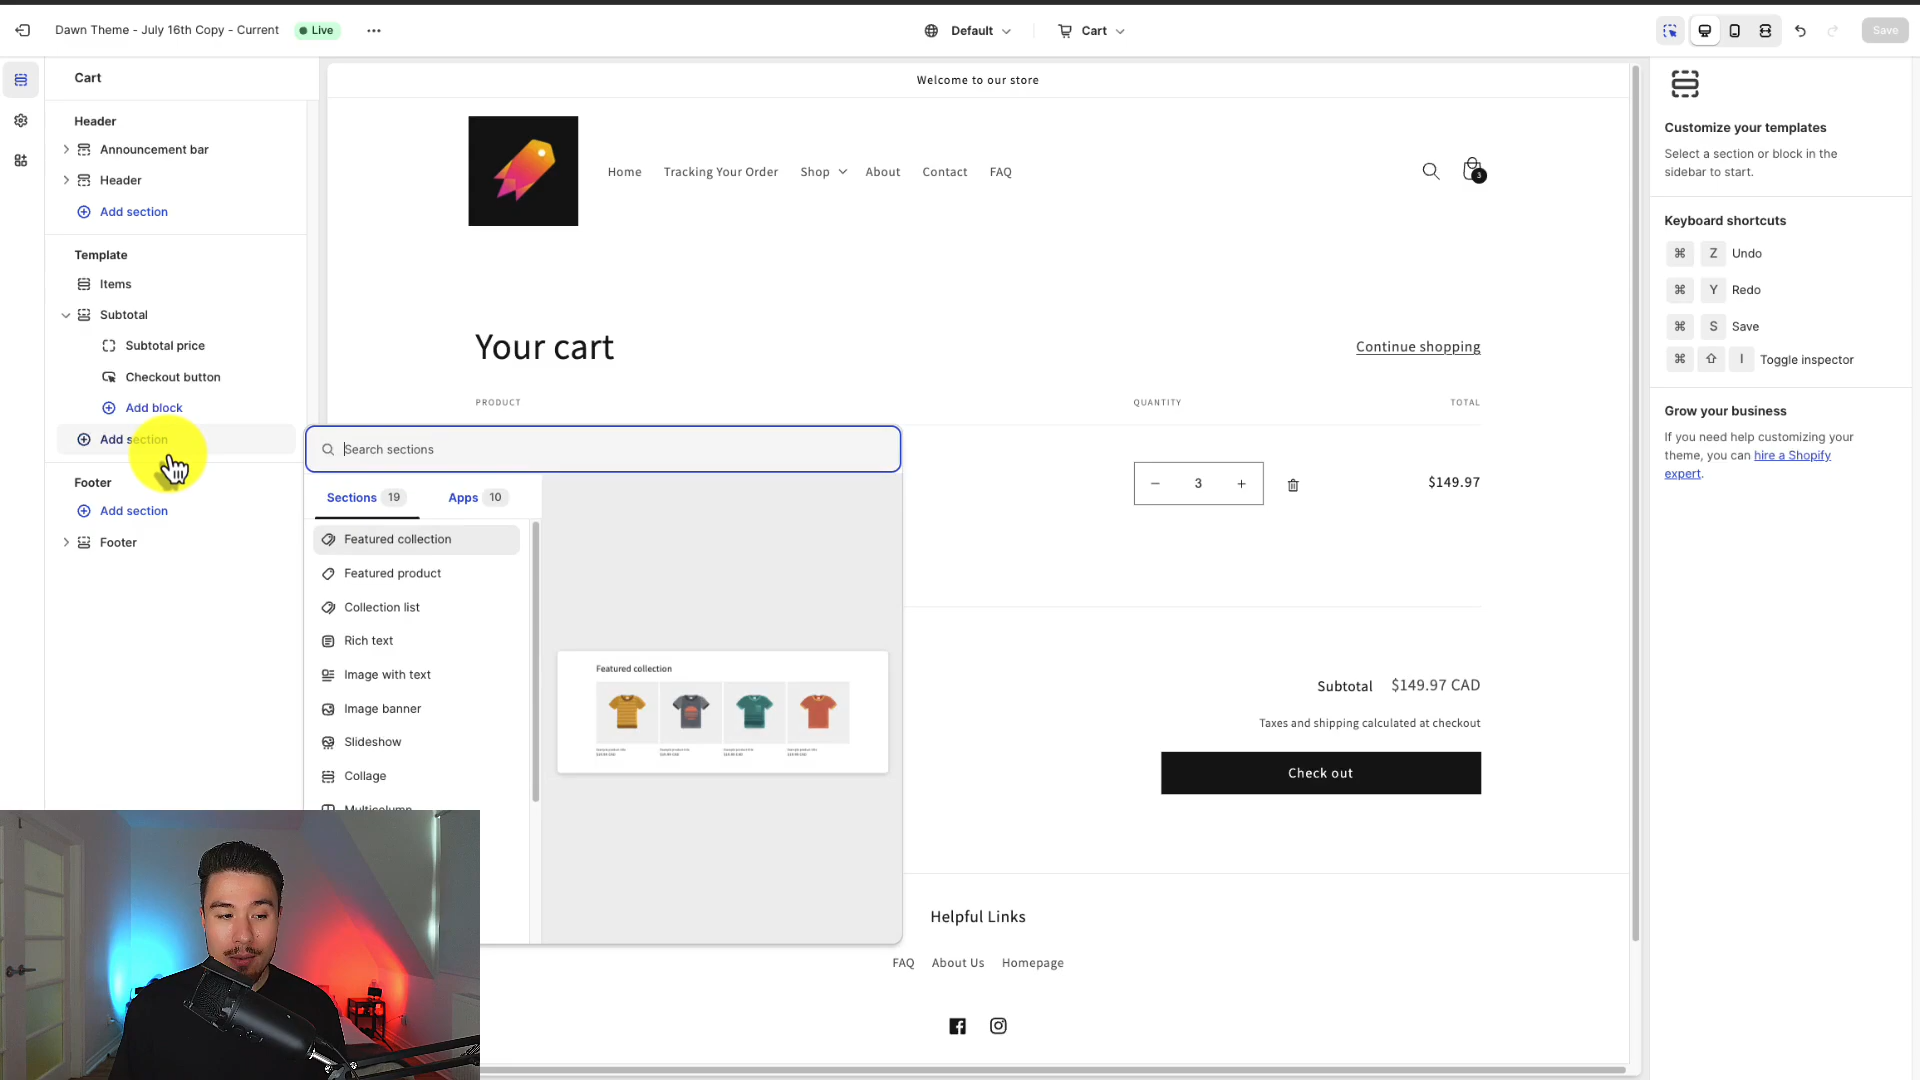 Dawn Theme - July 16th Copy - Current
Live
Default
Cart
Save
Cart
Header
Announcement bar
Header
Add section
Template
Items
Subtotal
Subtotal price
Checkout button
Add block
Add section
Footer
Add section
Footer
Welcome to our store
Home
Tracking Your Order
Shop
About
Contact
FAQ
3
Your cart
Continue shopping
PRODUCT
QUANTITY
TOTAL
3
$149.97
Search sections
Sections 19
Apps 10
Featured collection
Featured product
Collection list
Rich text
Image with text
Image banner
Slideshow
Collage
Multicolumn
Featured collection
Subtotal $149.97 CAD
Taxes and shipping calculated at checkout
Check out
Helpful Links
FAQ About Us Homepage
Customize your templates
Select a section or block in the
sidebar to start.
Keyboard shortcuts
⌘ Z Undo
⌘ Y Redo
⌘ S Save
⌘ ⇧ I Toggle inspector
Grow your business
If you need help customizing your
theme, you can hire a Shopify
expert.